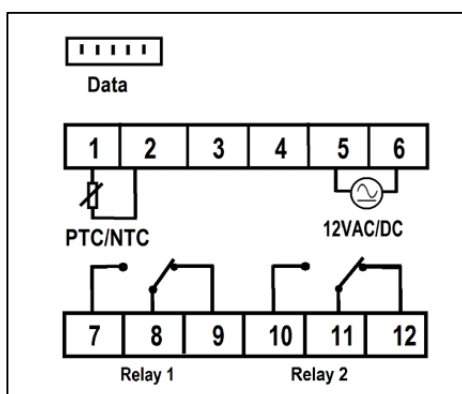 Data
1 2 3 4 5 6
PTC/NTC 12VAC/DC
7 8 9 10 11 12
Relay 1 Relay 2